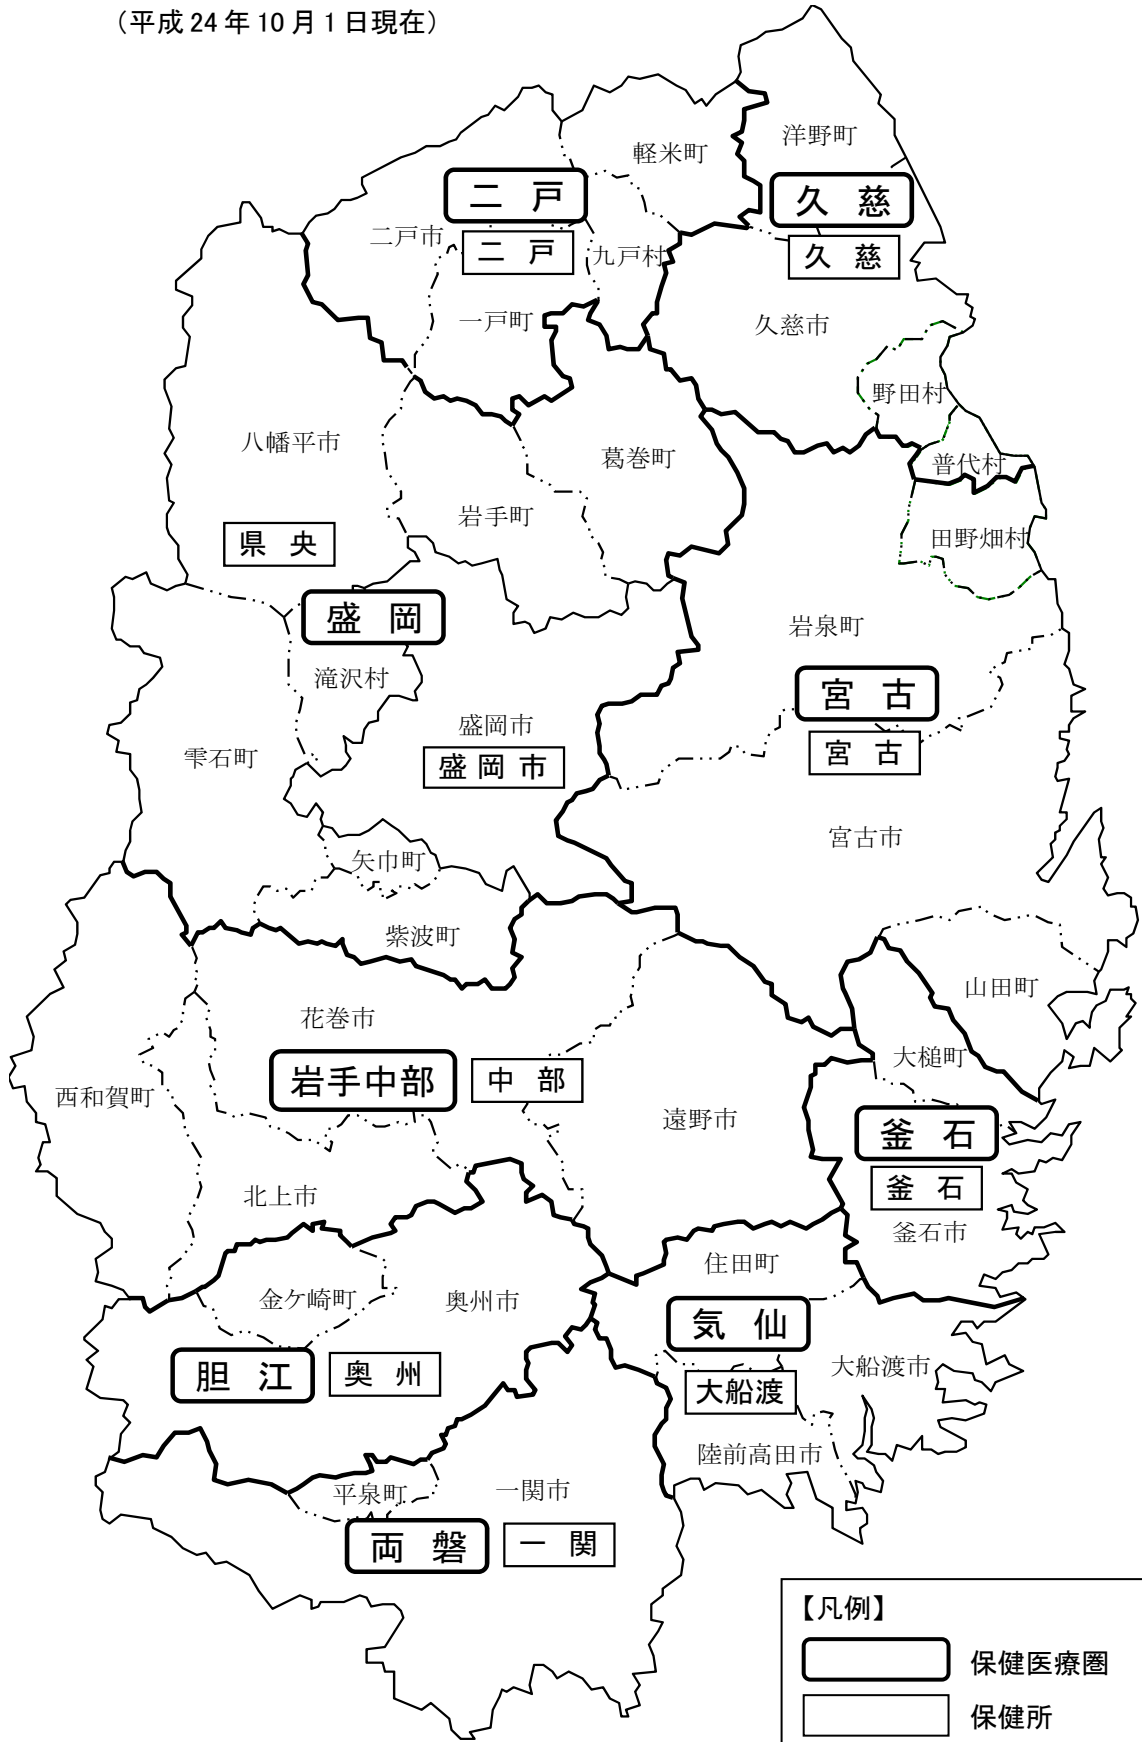 （平成24年10月1日現在）
洋野町
軽米町
二　戸
久　慈
二戸市
二　戸
九戸村
久　慈
一戸町
久慈市
野田村
八幡平市
葛巻町
普代村
岩手町
県　央
田野畑村
盛　岡
岩泉町
滝沢村
宮　古
盛岡市
雫石町
盛岡市
宮　古
宮古市
矢巾町
紫波町
山田町
花巻市
大槌町
岩手中部
中　部
西和賀町
遠野市
釜　石
釜　石
北上市
釜石市
住田町
金ケ崎町
奥州市
気　仙
胆　江
奥　州
大船渡市
大船渡
陸前高田市
平泉町
一関市
両　磐
一　関
【凡例】
保健医療圏
保健所